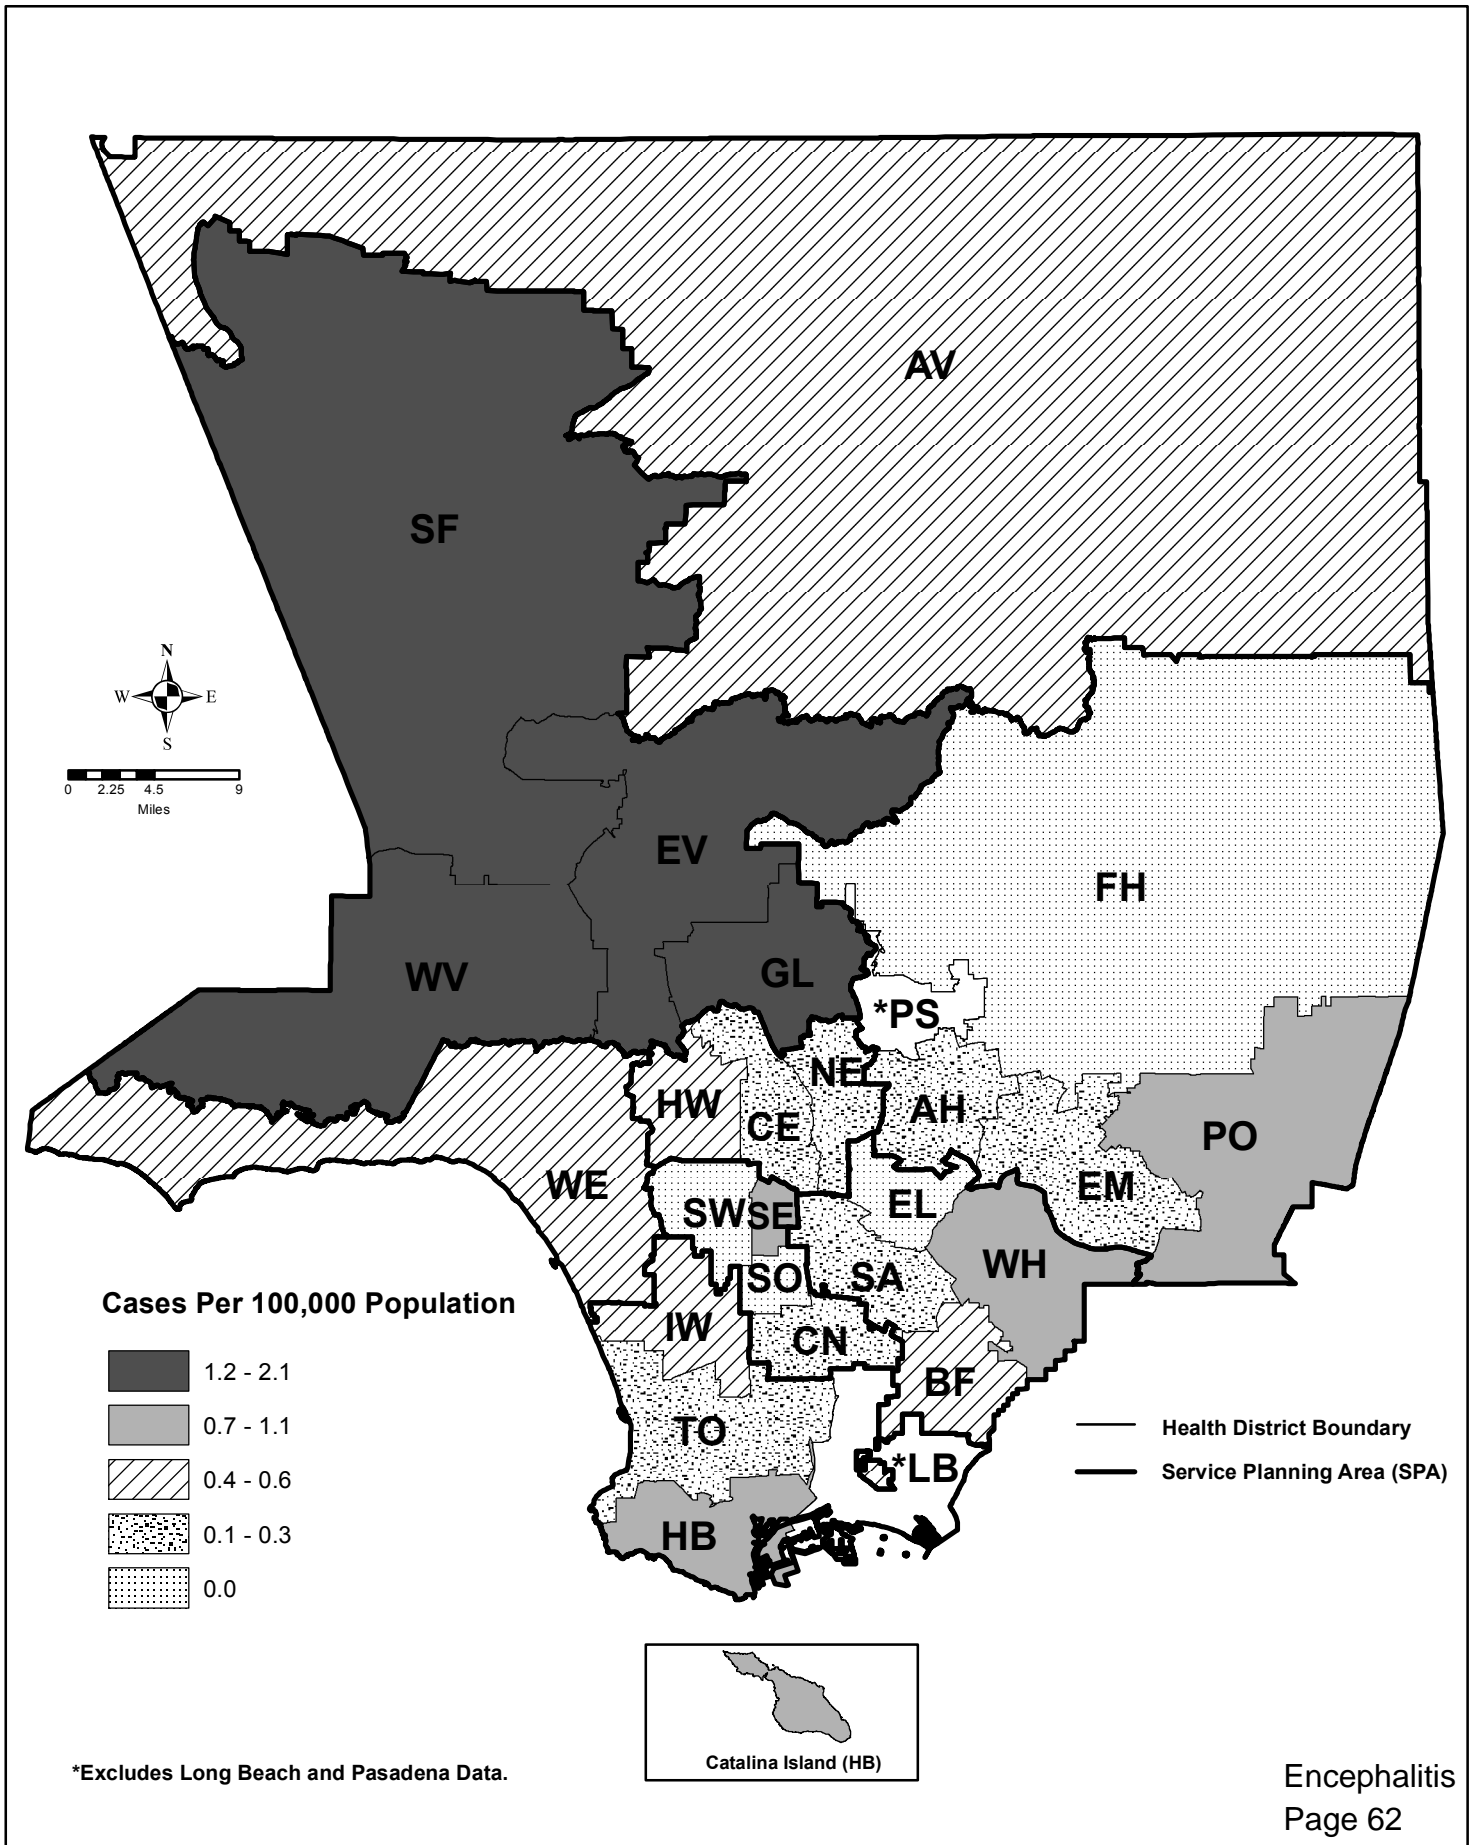 AV
SF
N
W E
S
0 2.25 4.5 9
Miles
EV
FH
WV
GL
*PS
NE
HW
AH
CE
PO
WE
EM
EL
SW
SE
WH
SO
SA
Cases Per 100,000 Population
IW
CN
1.2 - 2.1
BF
0.7 - 1.1
Health District Boundary
TO
*LB
Service Planning Area (SPA)
0.4 - 0.6
0.1 - 0.3
HB
0.0
Catalina Island (HB)
*Excludes Long Beach and Pasadena Data.
Encephalitis
Page 62